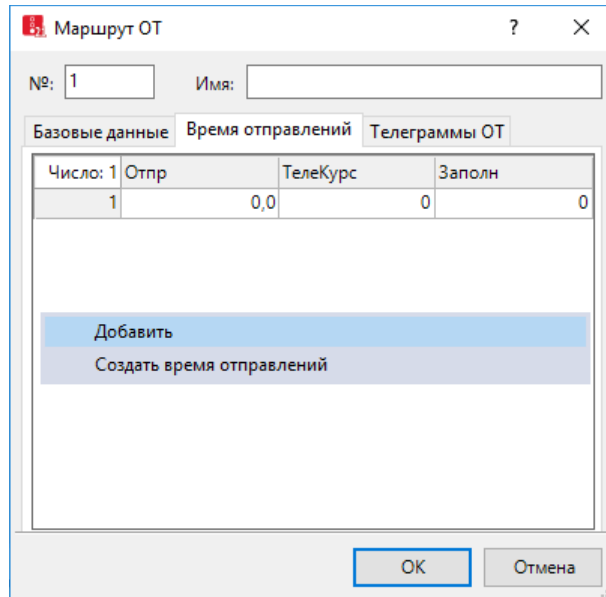 Маршрут ОТ ?
№: 1 Имя:
Базовые данные Время отправлений Телеграммы ОТ
Число: 1 Отпр ТелеКурс Заполн
1 0,0 0 0
Добавить
Создать время отправлений
ОК Отмена